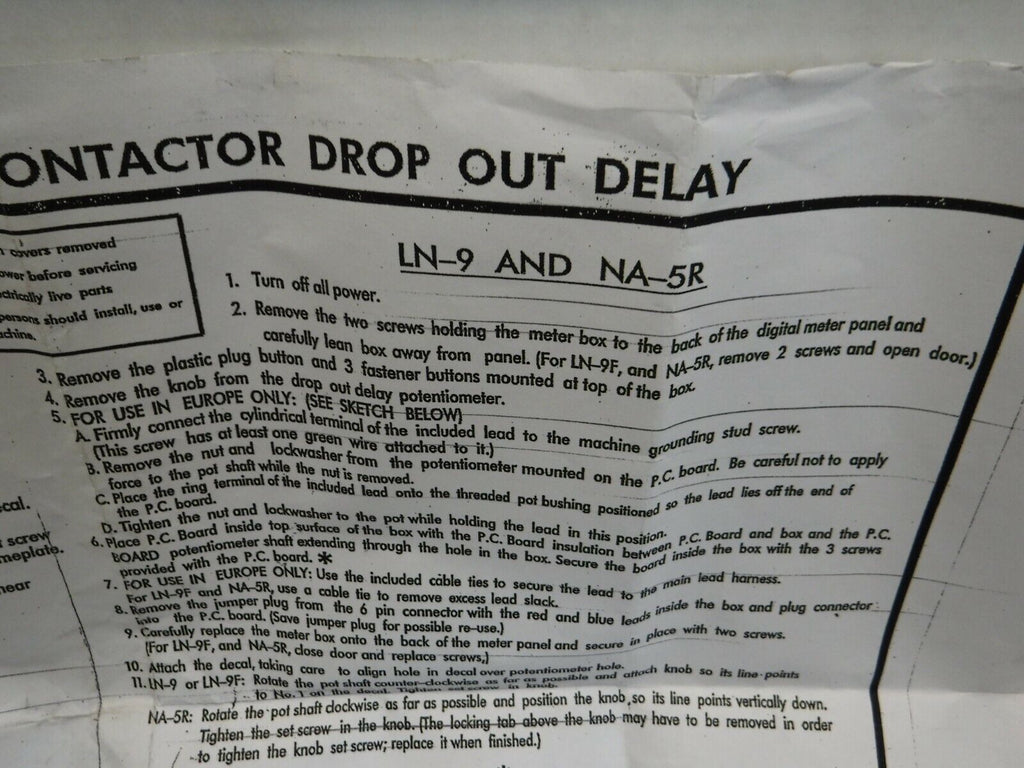 ONTACTOR DROP OUT DELAY
covers removed
before servicing
live parts
persons should install, use or
LN-9 AND NA-5R
1. Turn off all power.
2. Remove the two screws holding the meter box to the back of the digital meter panel and
carefully lean box away from panel. (For LN-9F, and NA-5R, remove 2 screws and open door.)
3. Remove the plastic plug button and 3 fastener buttons mounted at top of the box.
4. Remove the knob from the drop out delay potentiometer.
5. FOR USE IN EUROPE ONLY: (SEE SKETCH BELOW)
A. Firmly connect the cylindrical terminal of the included lead to the machine grounding stud screw.
(This screw has at least one green wire attached to it.)
B. Remove the nut and lockwasher from the potentiometer mounted on the P.C. board. Be careful not to apply
force to the pot shaft while the nut is removed.
C. Place the ring terminal of the included lead onto the threaded pot bushing positioned so the lead lies off the end of
the P.C. board.
D. Tighten the nut and lockwasher to the pot while holding the lead in this position.
6. Place P.C. Board inside top surface of the box with the P.C. Board insulation between P.C. Board and box and the P.C.
BOARD potentiometer shaft extending through the hole in the box. Secure the board inside the box with the 3 screws
provided with the P.C. board. *
7. FOR USE IN EUROPE ONLY: Use the included cable ties to secure the lead to the main lead harness.
For LN-9F and NA-5R, use a cable tie to remove excess lead slack.
8. Remove the jumper plug from the 6 pin connector with the red and blue leads inside the box and plug connector
into the P.C. board. (Save jumper plug for possible re-use.)
9. Carefully replace the meter box onto the back of the meter panel and secure in place with two screws.
(For LN-9F, and NA-5R, close door and replace screws.)
10. Attach the decal, taking care to align hole in decal over potentiometer hole.
11. LN-9 or LN-9F: Rotate the pot shaft counter-clockwise as far as possible and attach knob so its line points
to No. 1 on the decal. Tighten set screw in knob.
NA-5R: Rotate the pot shaft clockwise as far as possible and position the knob, so its line points vertically down.
Tighten the set screw in the knob. (The locking tab above the knob may have to be removed in order
to tighten the knob set screw; replace it when finished.)
cal.
screw
meplate.
near